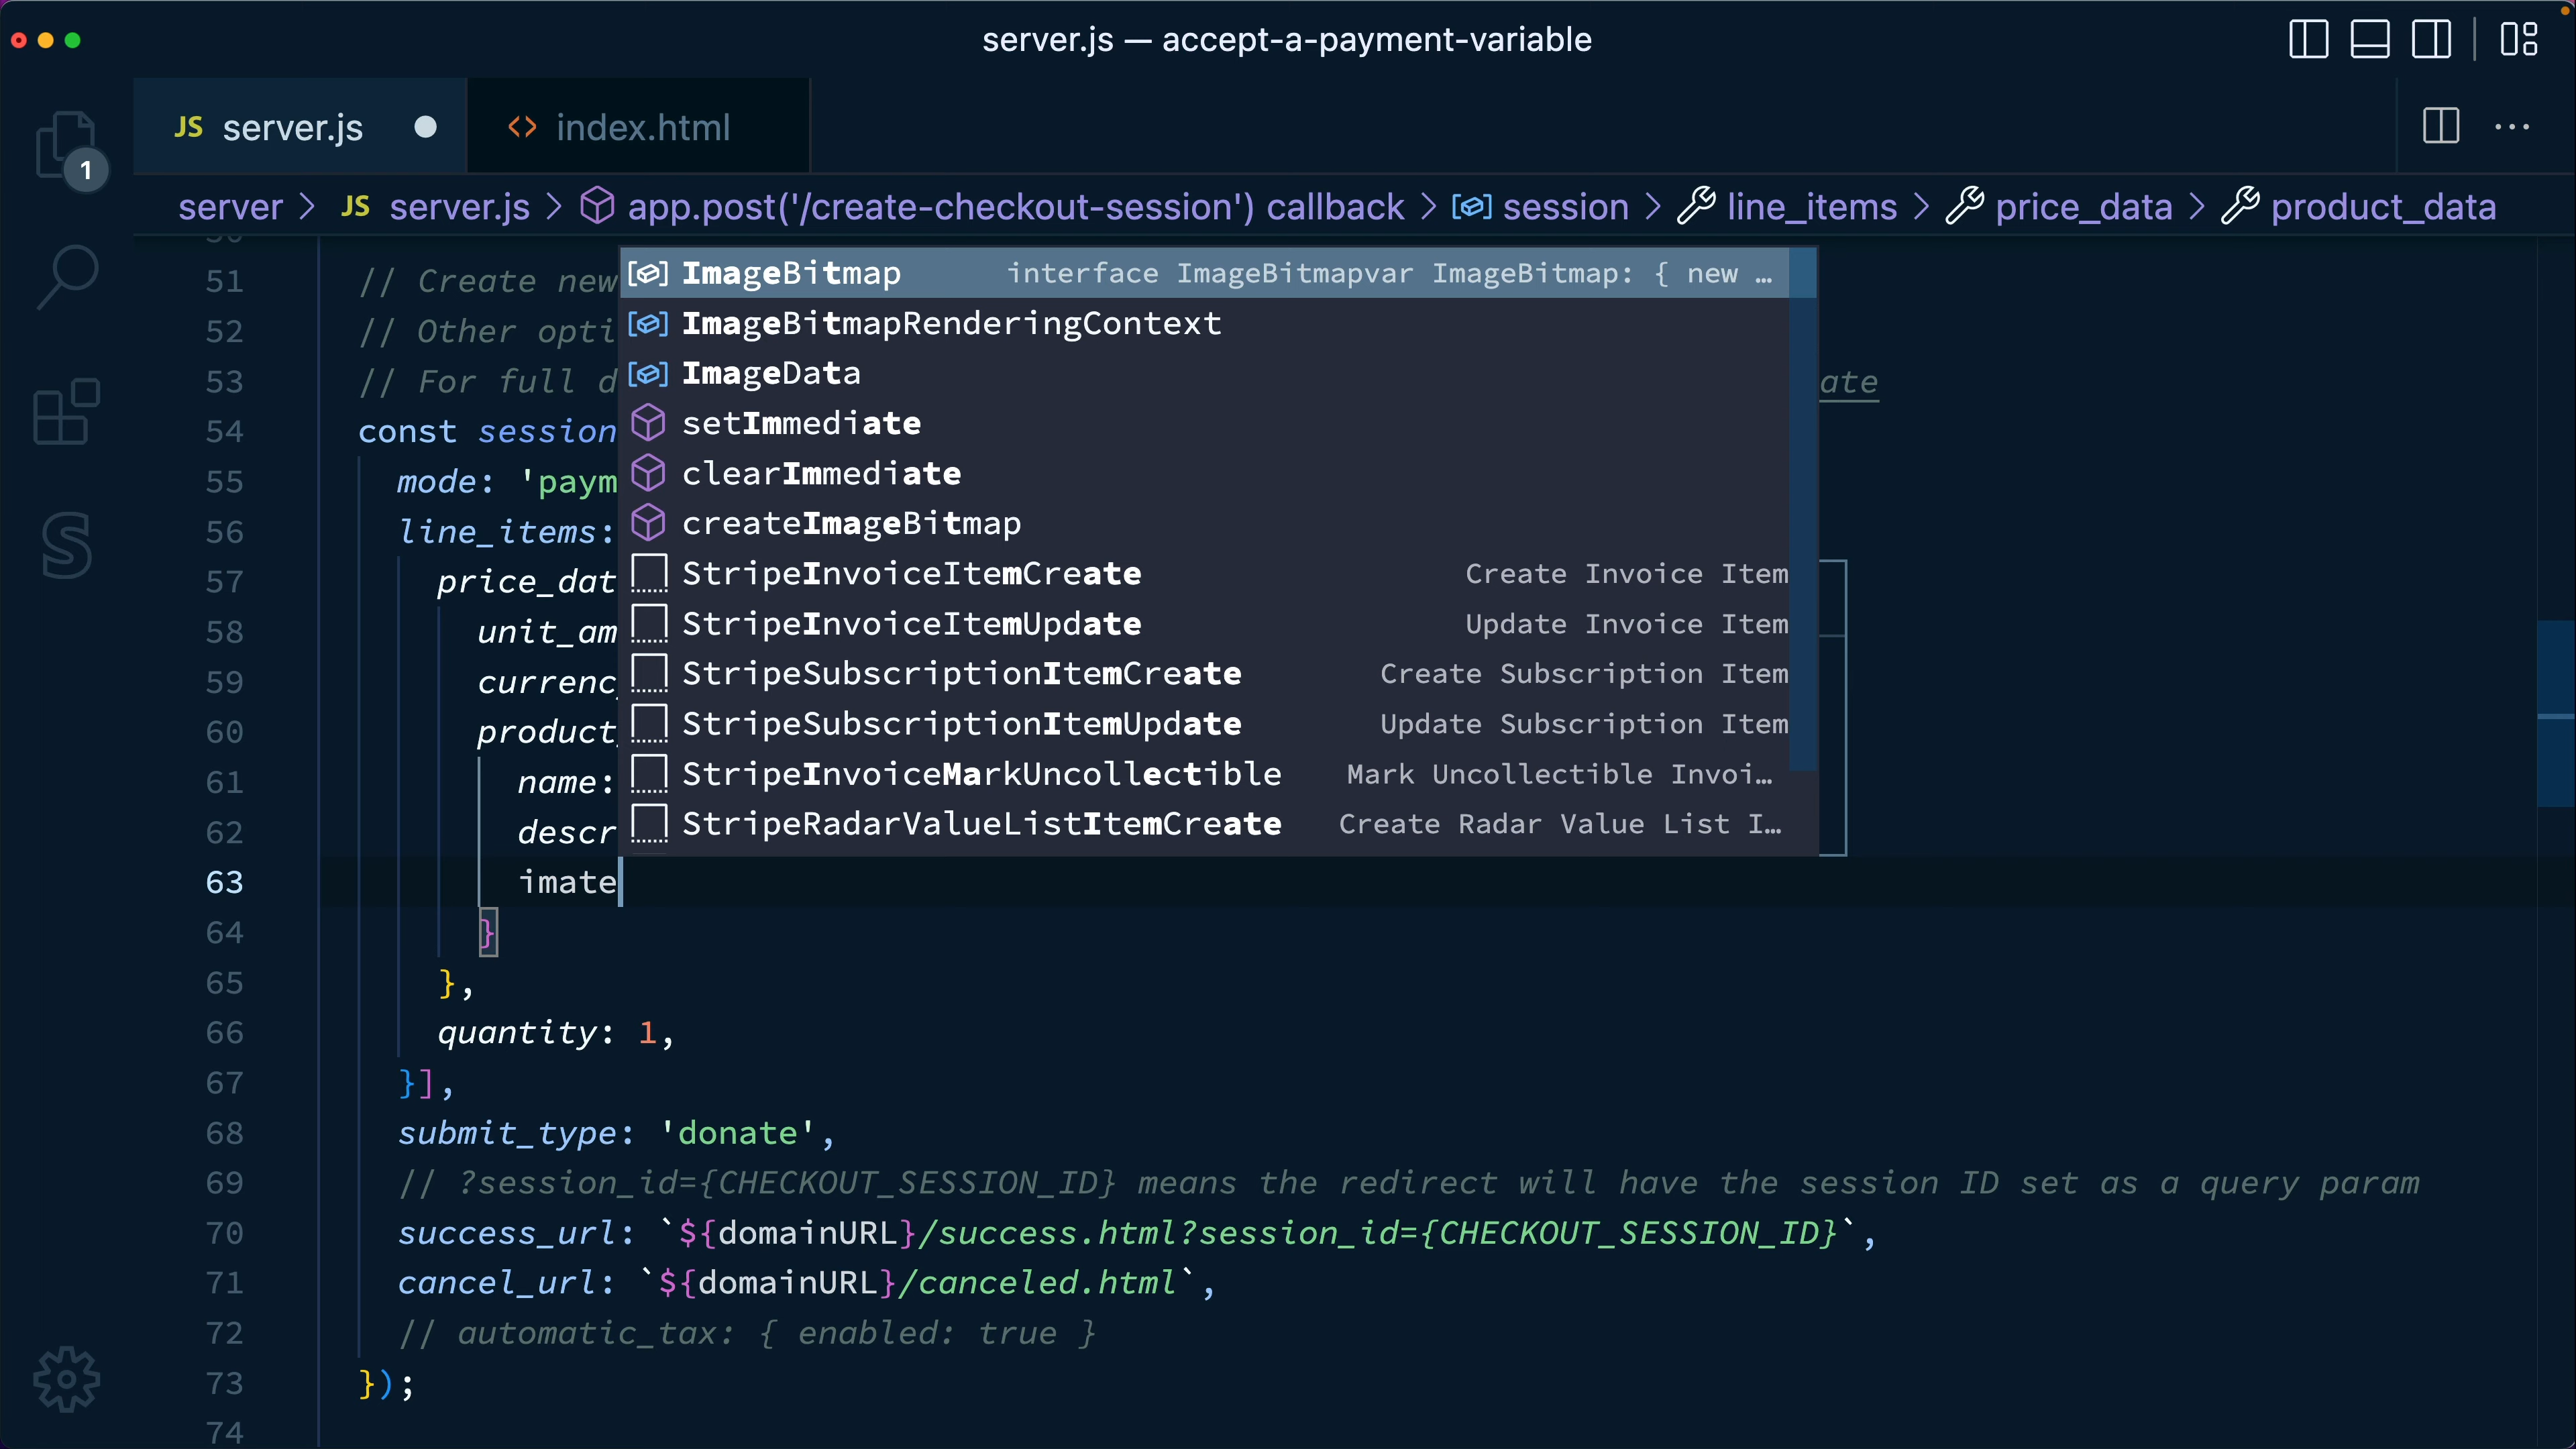 server.js — accept-a-payment-variable
JS server.js
<> index.html
1
server > JS server.js > app.post('/create-checkout-session') callback > session > line_items > price_data > product_data
51 // Create new
52 // Other opti
53 // For full d ate
54 const session
55 mode: 'paym
56 line_items:
57 price_dat
58 unit_am
59 currenc
60 product
61 name:
62 descr
63 imate
64 }
65 },
66 quantity: 1,
67 }],
68 submit_type: 'donate',
69 // ?session_id={CHECKOUT_SESSION_ID} means the redirect will have the session ID set as a query param
70 success_url: `${domainURL}/success.html?session_id={CHECKOUT_SESSION_ID}`,
71 cancel_url: `${domainURL}/canceled.html`,
72 // automatic_tax: { enabled: true }
73 });
74
ImageBitmap interface ImageBitmapvar ImageBitmap: { new …
ImageBitmapRenderingContext
ImageData
setImmediate
clearImmediate
createImageBitmap
StripeInvoiceItemCreate Create Invoice Item
StripeInvoiceItemUpdate Update Invoice Item
StripeSubscriptionItemCreate Create Subscription Item
StripeSubscriptionItemUpdate Update Subscription Item
StripeInvoiceMarkUncollectible Mark Uncollectible Invoi…
StripeRadarValueListItemCreate Create Radar Value List I…